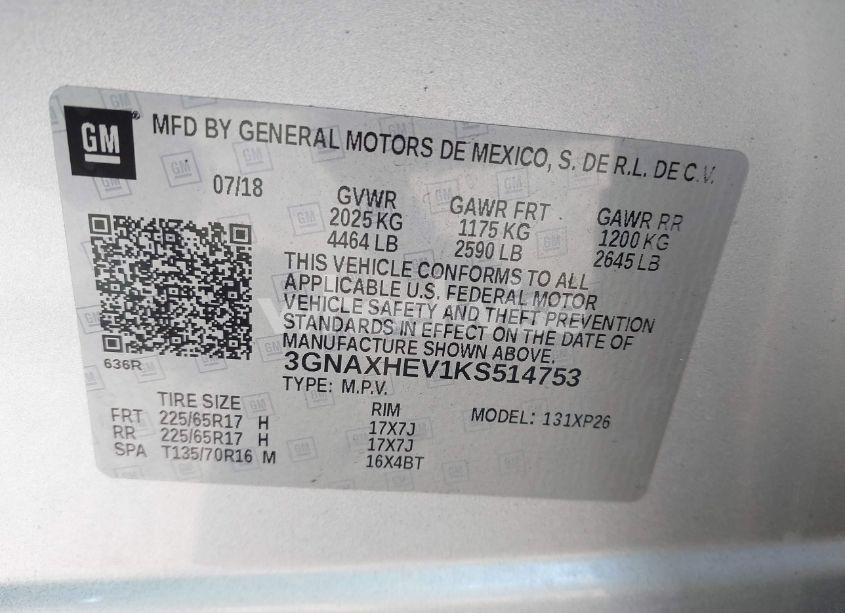 GM
MFD BY GENERAL MOTORS DE MEXICO, S. DE R.L. DE C.V.
07/18
GVWR
2025 KG
4464 LB
GAWR FRT
1175 KG
2590 LB
GAWR RR
1200 KG
2645 LB
THIS VEHICLE CONFORMS TO ALL
APPLICABLE U.S. FEDERAL MOTOR
VEHICLE SAFETY AND THEFT PREVENTION
STANDARDS IN EFFECT ON THE DATE OF
MANUFACTURE SHOWN ABOVE.
3GNAXHEV1KS514753
TYPE: M.P.V.
636R
TIRE SIZE
FRT 225/65R17 H
RR 225/65R17 H
SPA T135/70R16 M
RIM
17X7J
17X7J
16X4BT
MODEL: 131XP26